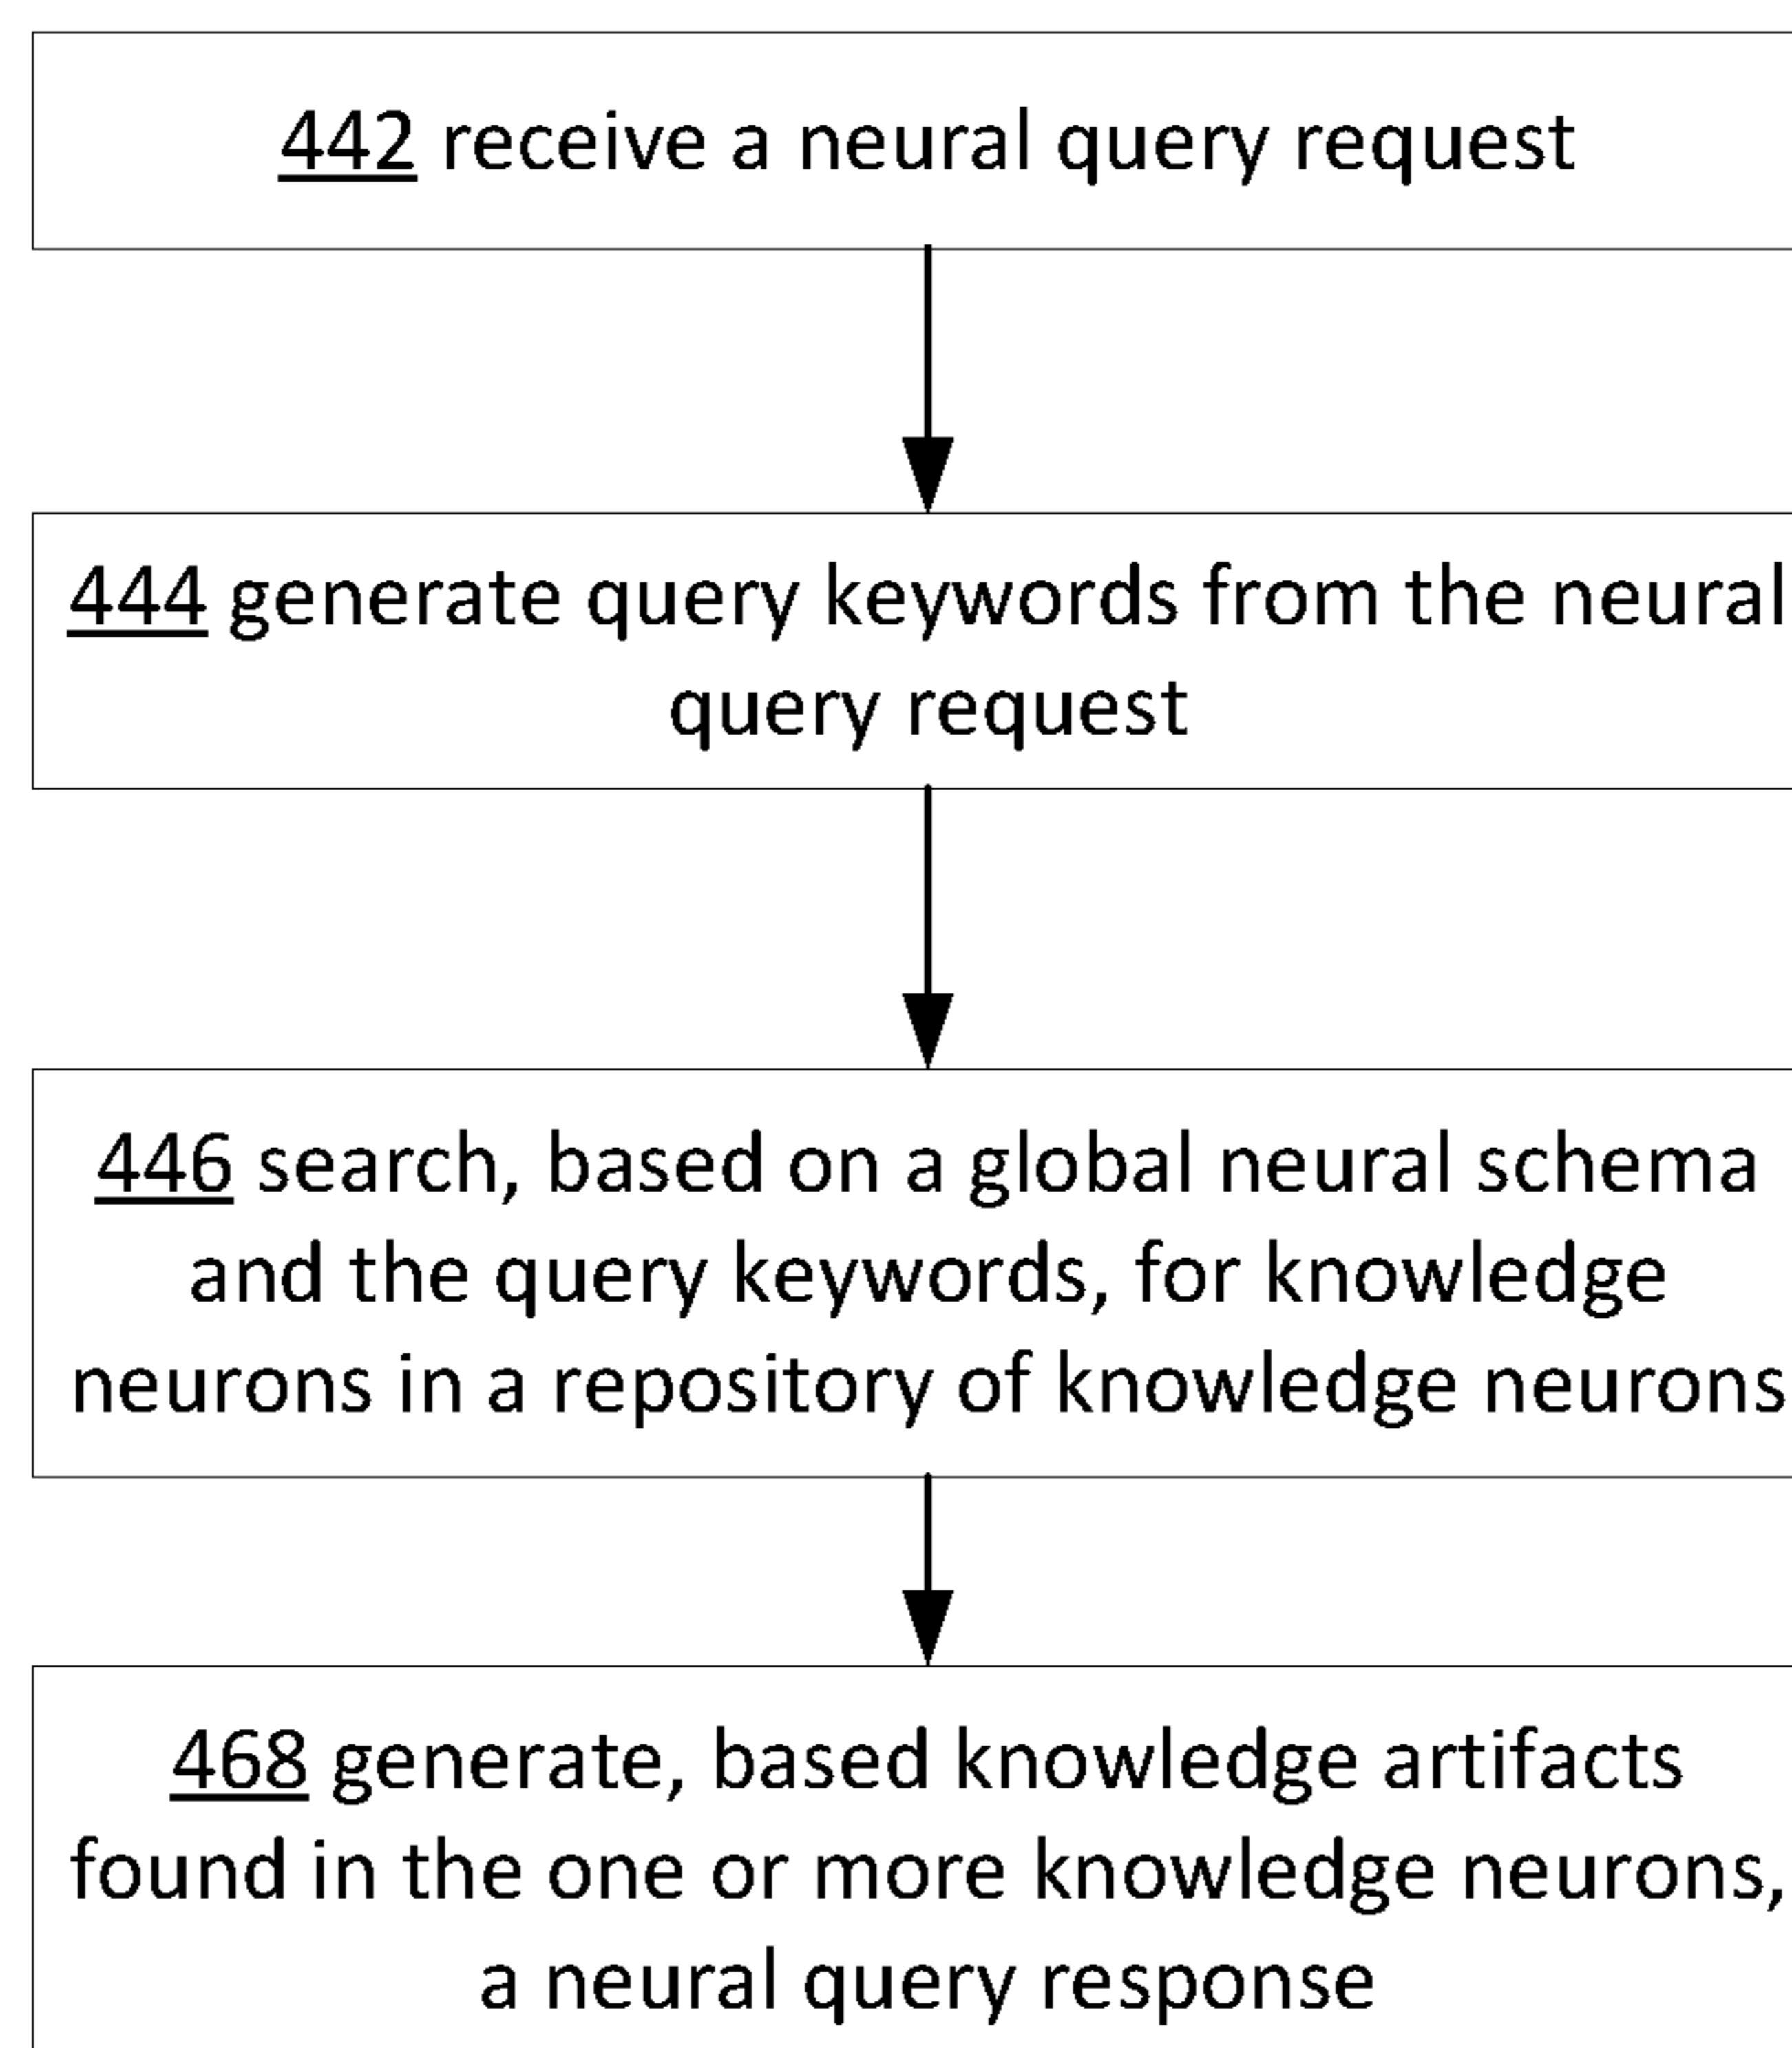 442 receive a neural query request
444 generate query keywords from the neural
query request
446 search, based on a global neural schema
and the query keywords, for knowledge
neurons in a repository of knowledge neurons
468 generate, based knowledge artifacts
found in the one or more knowledge neurons,
a neural query response